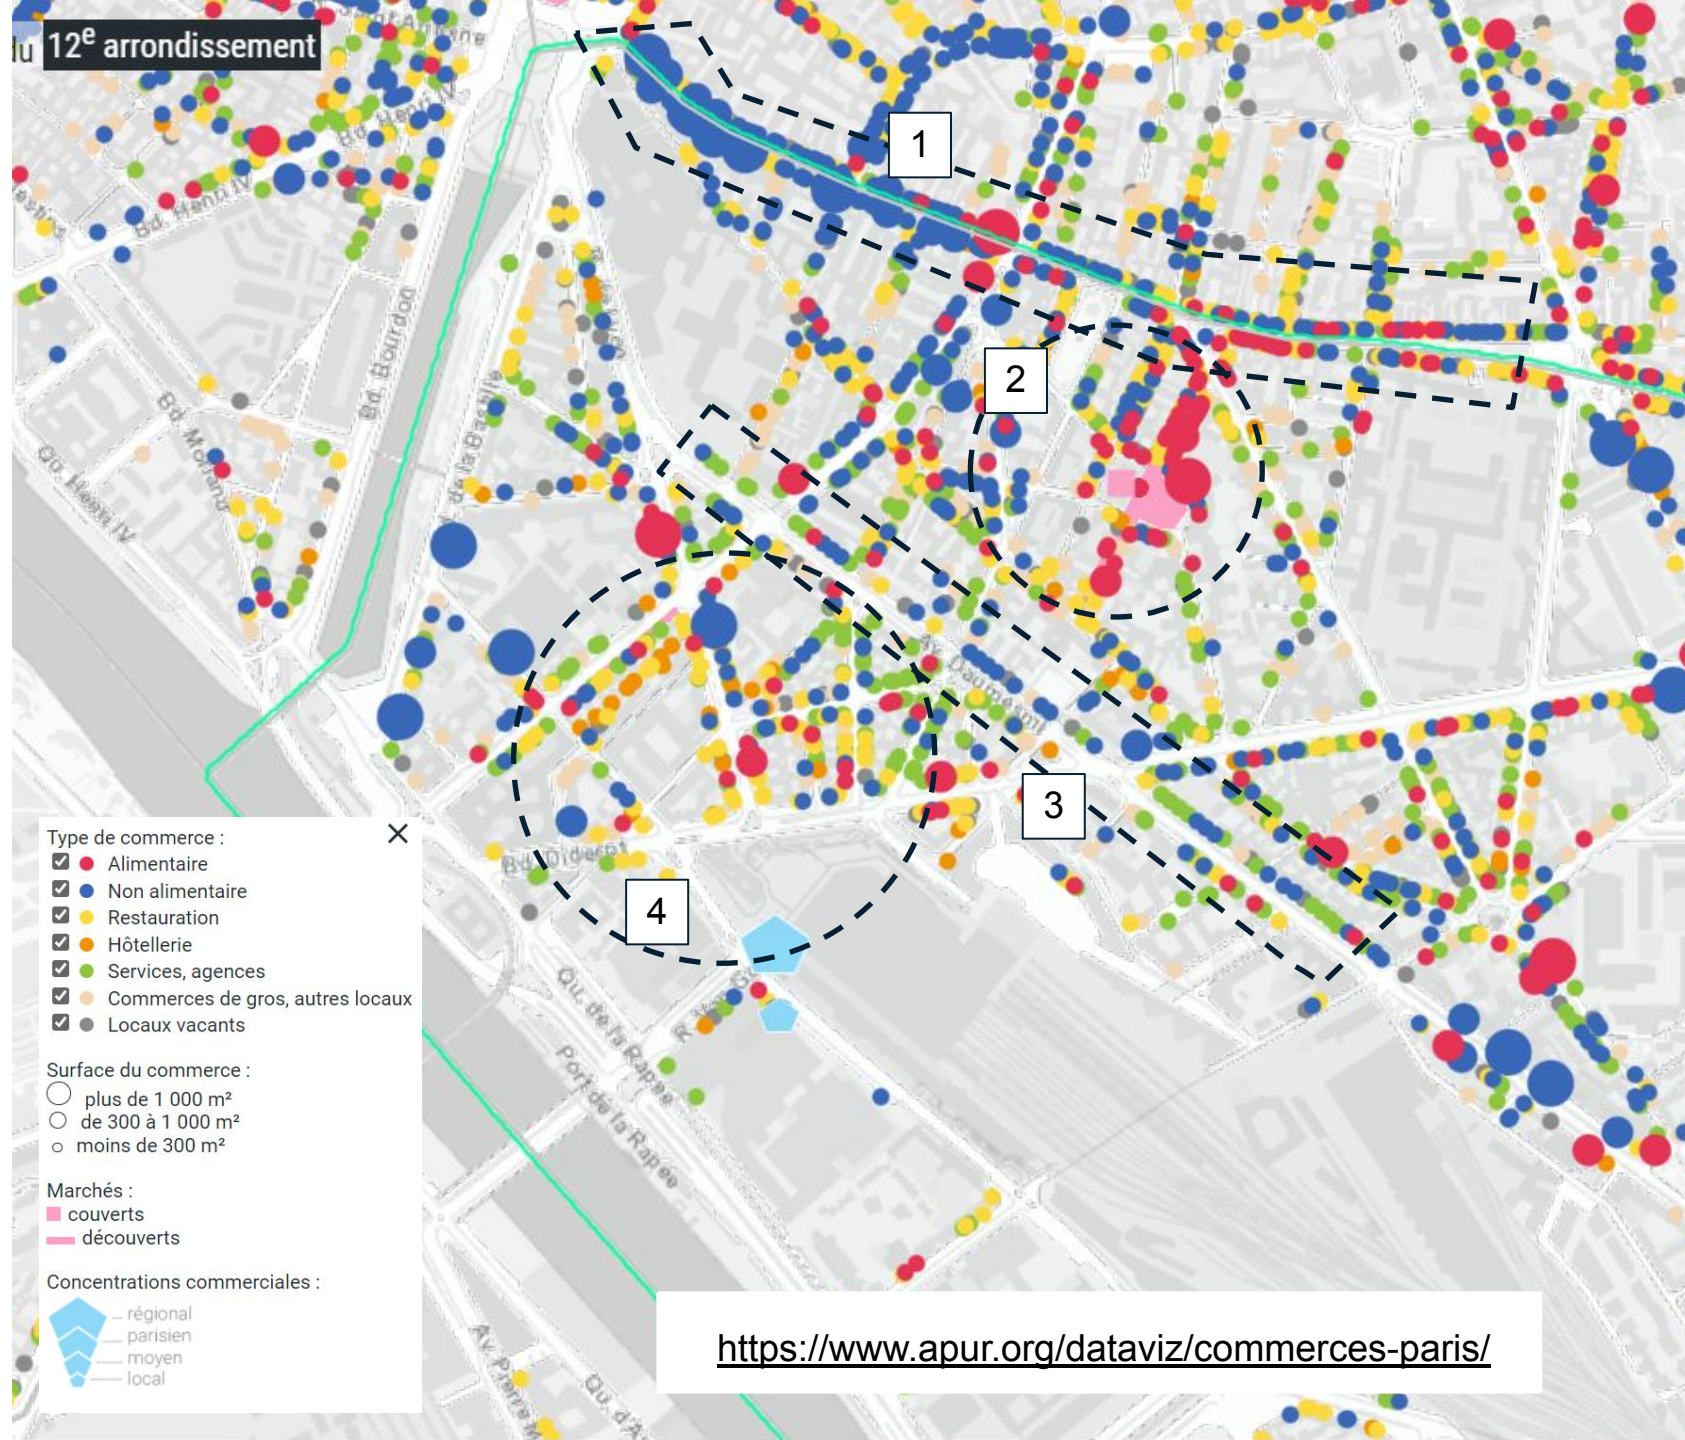 du 12e arrondissement
Bd. Henri IV
Bd. Henri IV
Bd. Bourdon
Bd. Morland
Qu. Henri IV
1
2
Av. Daumesnil
3
Bd. Diderot
4
Qu. de la Rapée
Port de la Rapée
Type de commerce :
Alimentaire
Non alimentaire
Restauration
Hôtellerie
Services, agences
Commerces de gros, autres locaux
Locaux vacants
Surface du commerce :
plus de 1 000 m²
de 300 à 1 000 m²
moins de 300 m²
Marchés :
couverts
découverts
Concentrations commerciales :
régional
parisien
moyen
local
https://www.apur.org/dataviz/commerces-paris/